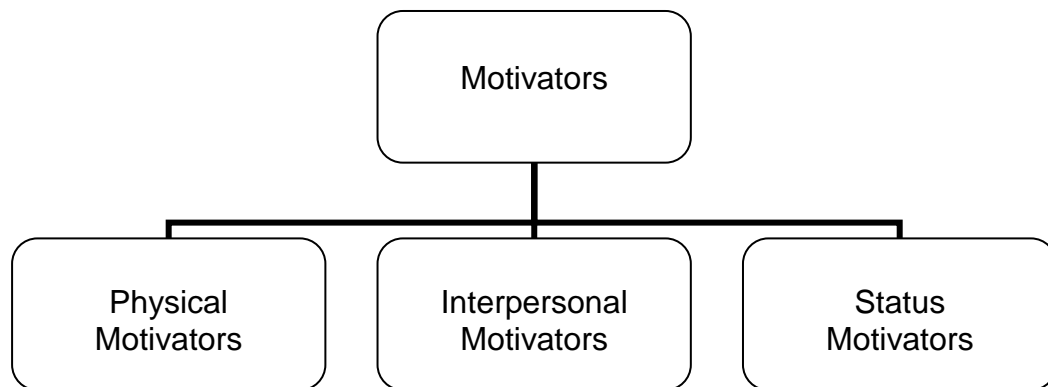 Motivators
Physical
Motivators
Interpersonal
Motivators
Status
Motivators